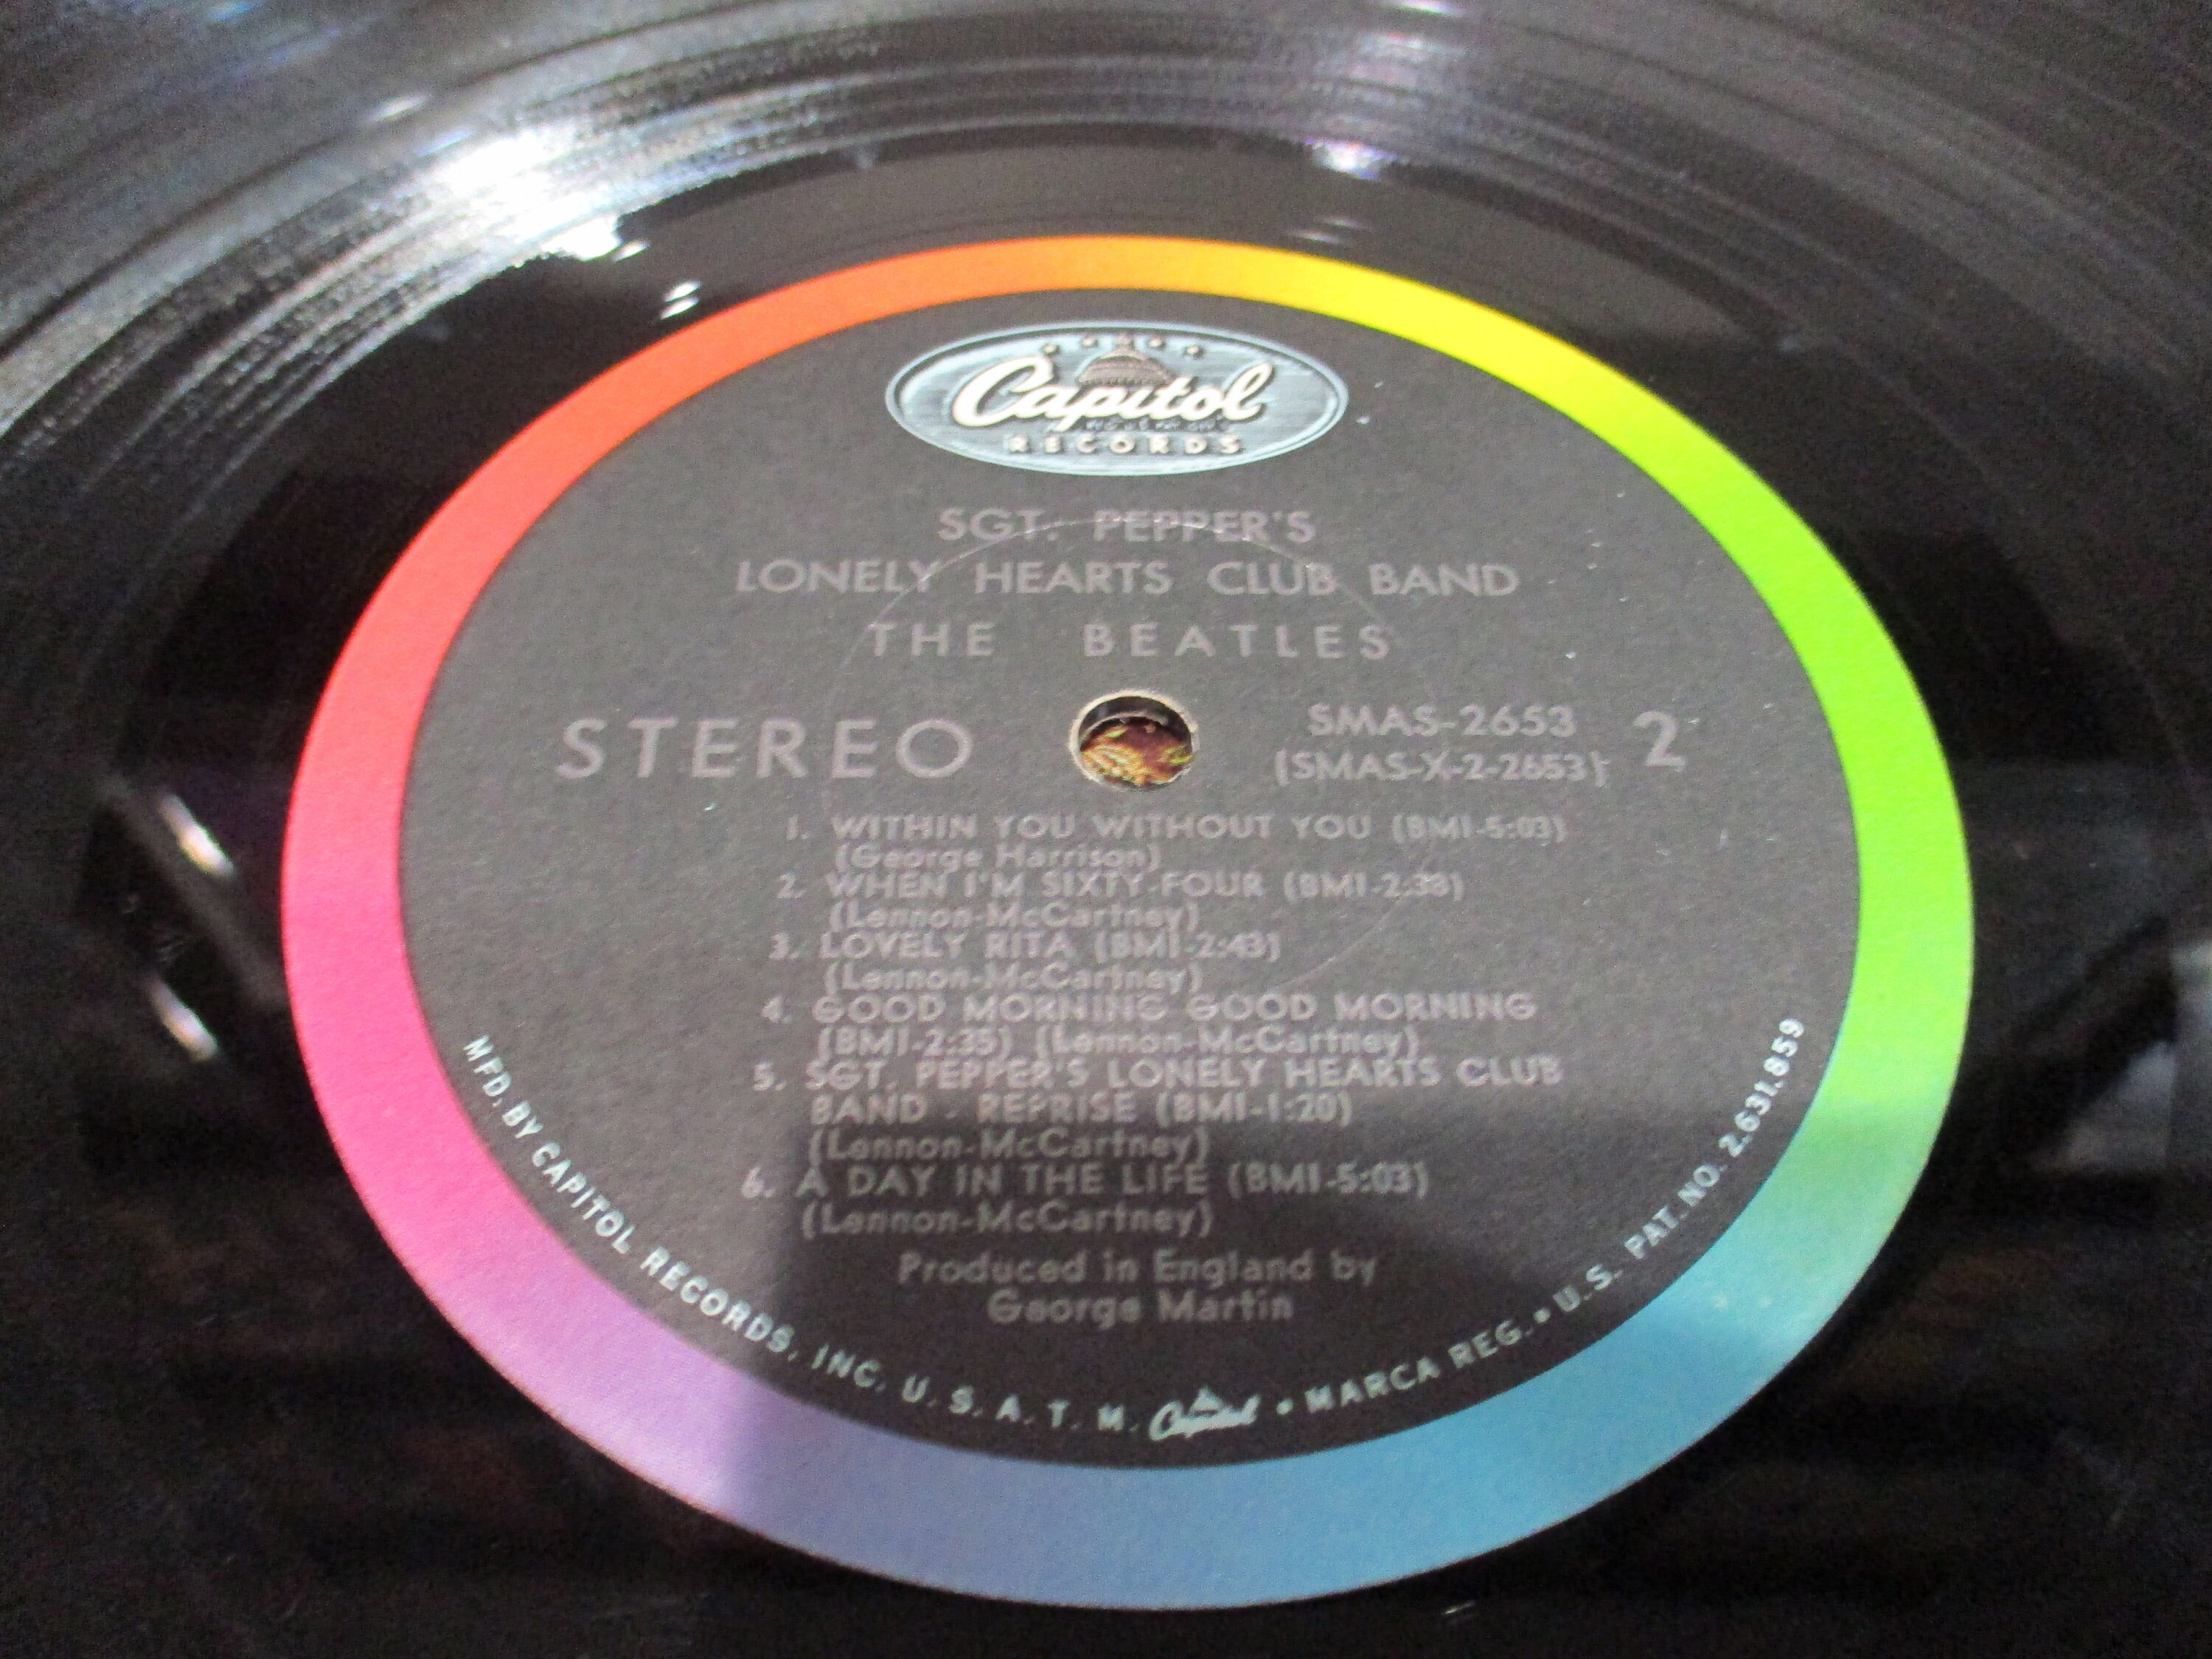 Capitol
RECORDS
SGT. PEPPER'S
LONELY HEARTS CLUB BAND
THE BEATLES
STEREO
SMAS-2653
(SMAS-X-2-2653)
2
1. WITHIN YOU WITHOUT YOU (BMI-5:03)
(George Harrison)
2. WHEN I'M SIXTY-FOUR (BMI-2:38)
(Lennon-McCartney)
3. LOVELY RITA (BMI-2:43)
(Lennon-McCartney)
4. GOOD MORNING GOOD MORNING
(BMI-2:35) (Lennon-McCartney)
5. SGT. PEPPER'S LONELY HEARTS CLUB
BAND - REPRISE (BMI-1:20)
(Lennon-McCartney)
6. A DAY IN THE LIFE (BMI-5:03)
(Lennon-McCartney)
Produced in England by
George Martin
MFD. BY CAPITOL RECORDS, INC. U. S. A. T. M. Capitol • MARCA REG. • U.S. PAT. NO. 2,631,859